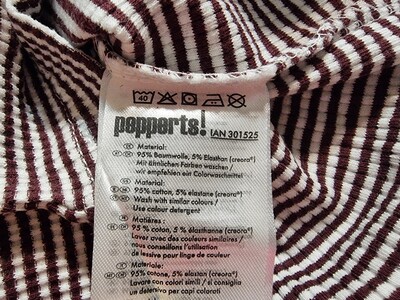 40
pepperts! IAN 301525
Material:
95% Baumwolle, 5% Elasthan (creora®)
Mit ähnlichen Farben waschen /
wir empfehlen ein Colorwaschmittel
Material:
95% cotton, 5% elastane (creora®)
Wash with similar colours /
Use colour detergent
Matières :
95 % coton, 5 % élasthanne (creora®)
Laver avec des couleurs similaires /
nous conseillons l'utilisation
de lessive pour linge de couleur
Materiale:
95% cotone, 5% elastan (creora®)
Lavare con colori simili / si consiglia
un detersivo per capi colorati